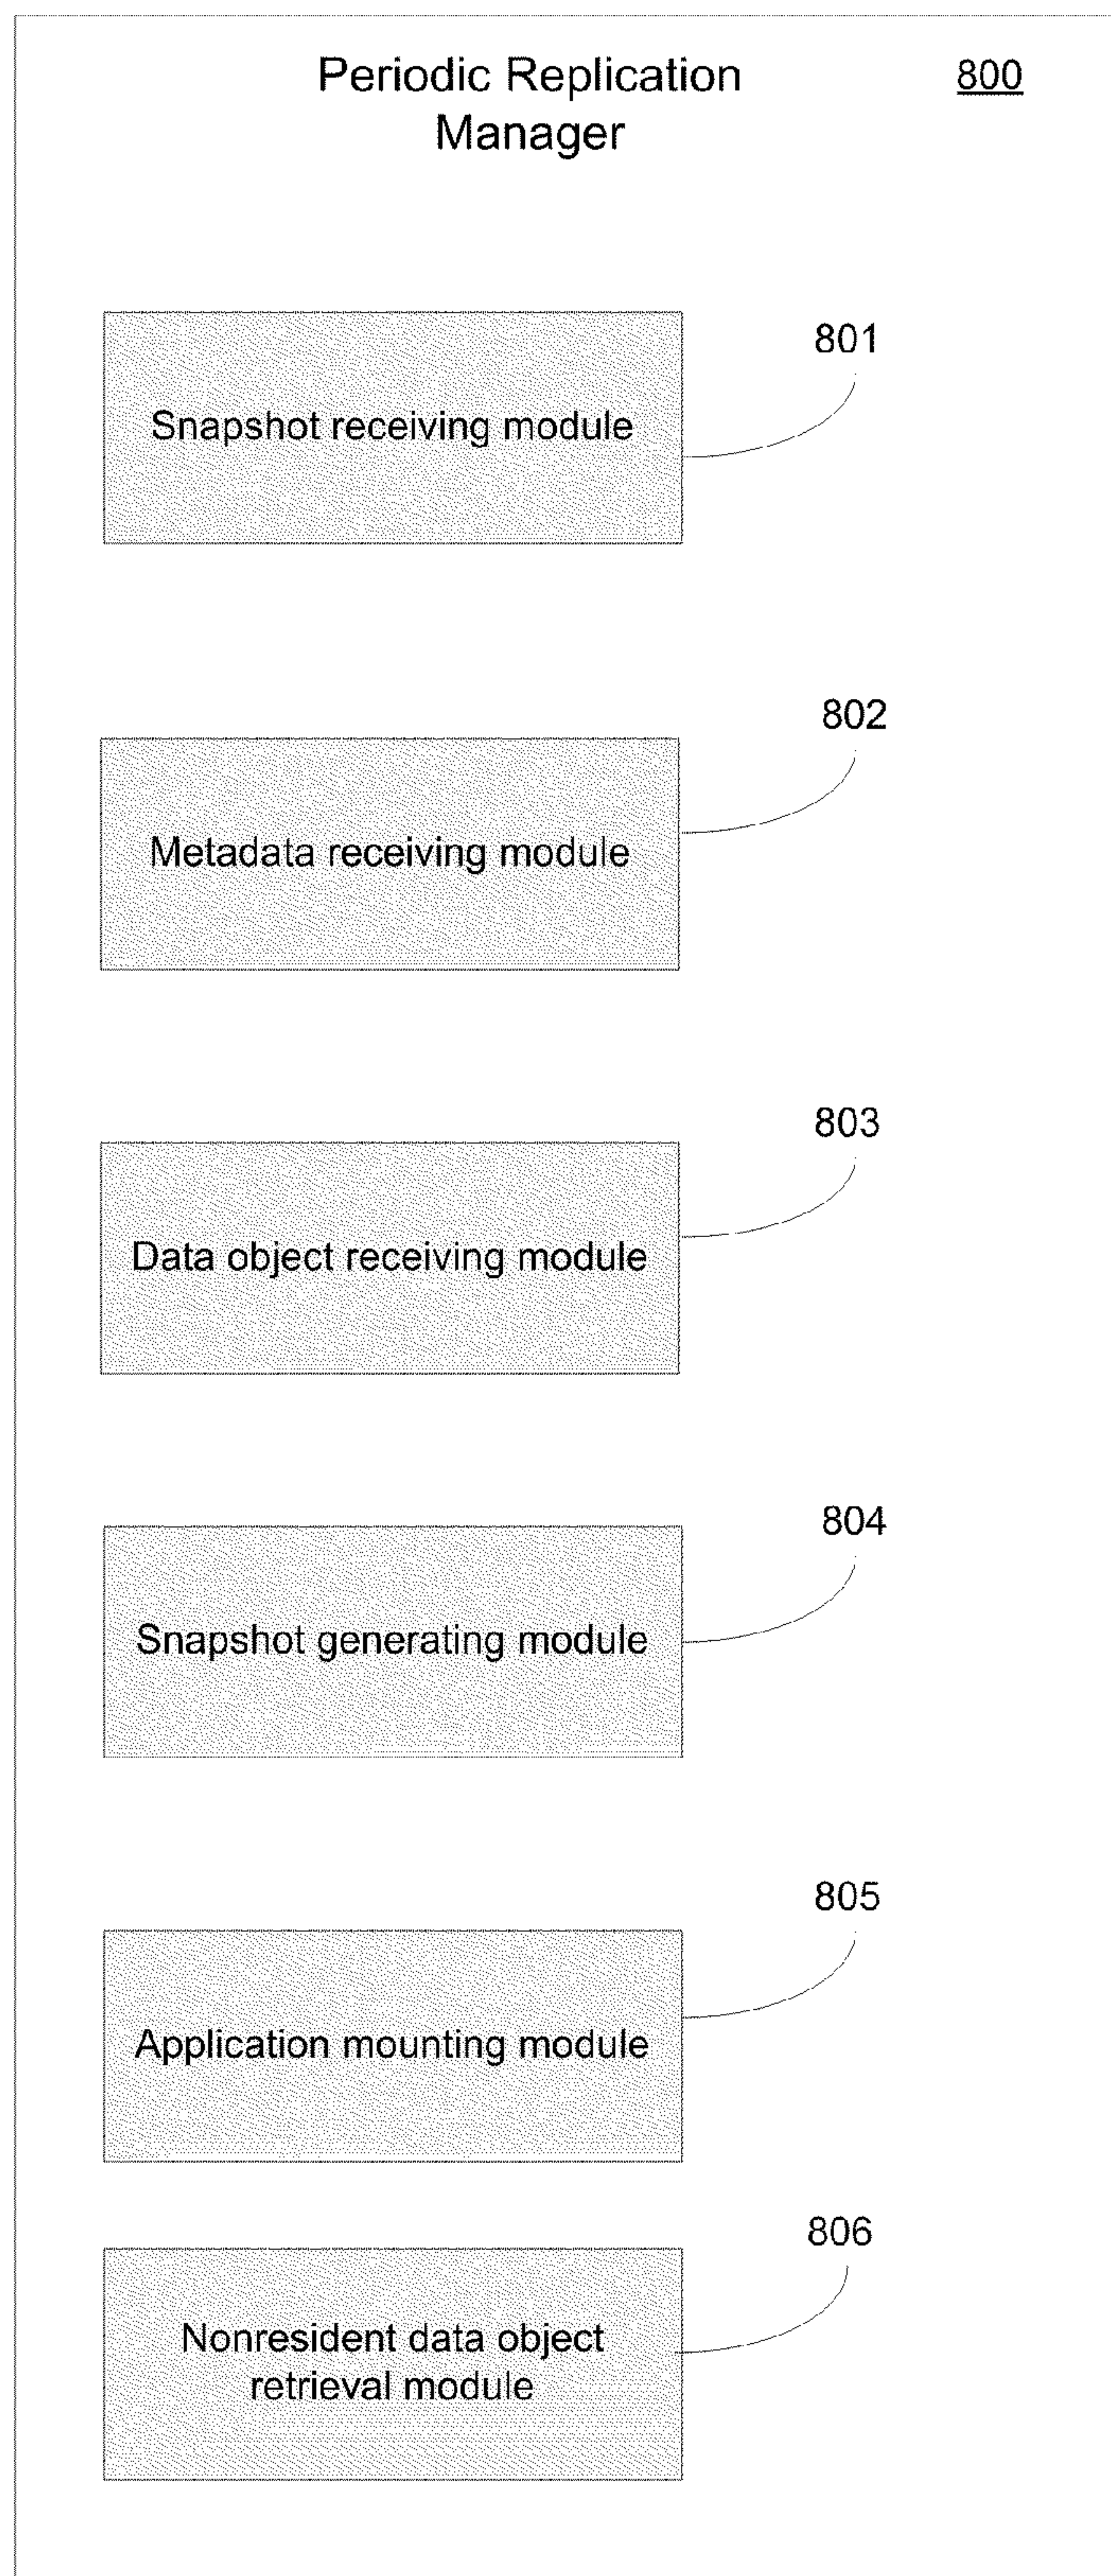 Periodic Replication
Manager
800
801
Snapshot receiving module
802
Metadata receiving module
803
Data object receiving module
804
Snapshot generating module
805
Application mounting module
806
Nonresident data object
retrieval module